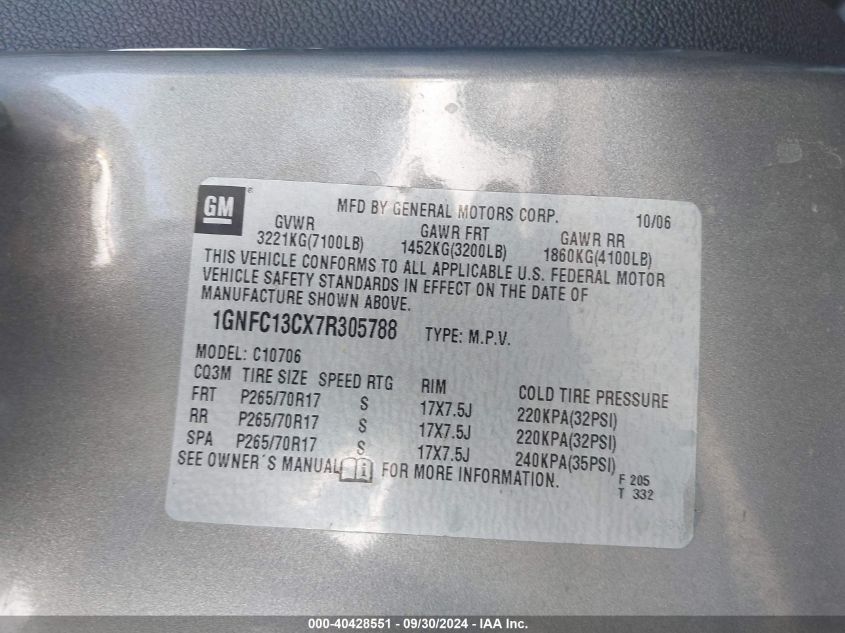 GM ®
MFD BY GENERAL MOTORS CORP. 10/06
GVWR GAWR FRT GAWR RR
3221KG(7100LB) 1452KG(3200LB) 1860KG(4100LB)
THIS VEHICLE CONFORMS TO ALL APPLICABLE U.S. FEDERAL MOTOR
VEHICLE SAFETY STANDARDS IN EFFECT ON THE DATE OF
MANUFACTURE SHOWN ABOVE.
1GNFC13CX7R305788 TYPE: M.P.V.
MODEL: C10706
CQ3M TIRE SIZE SPEED RTG RIM COLD TIRE PRESSURE
FRT P265/70R17 S 17X7.5J 220KPA(32PSI)
RR P265/70R17 S 17X7.5J 220KPA(32PSI)
SPA P265/70R17 S 17X7.5J 240KPA(35PSI)
SEE OWNER´S MANUAL i FOR MORE INFORMATION.
F 205
T 332
000-40428551 - 09/30/2024 - IAA Inc.